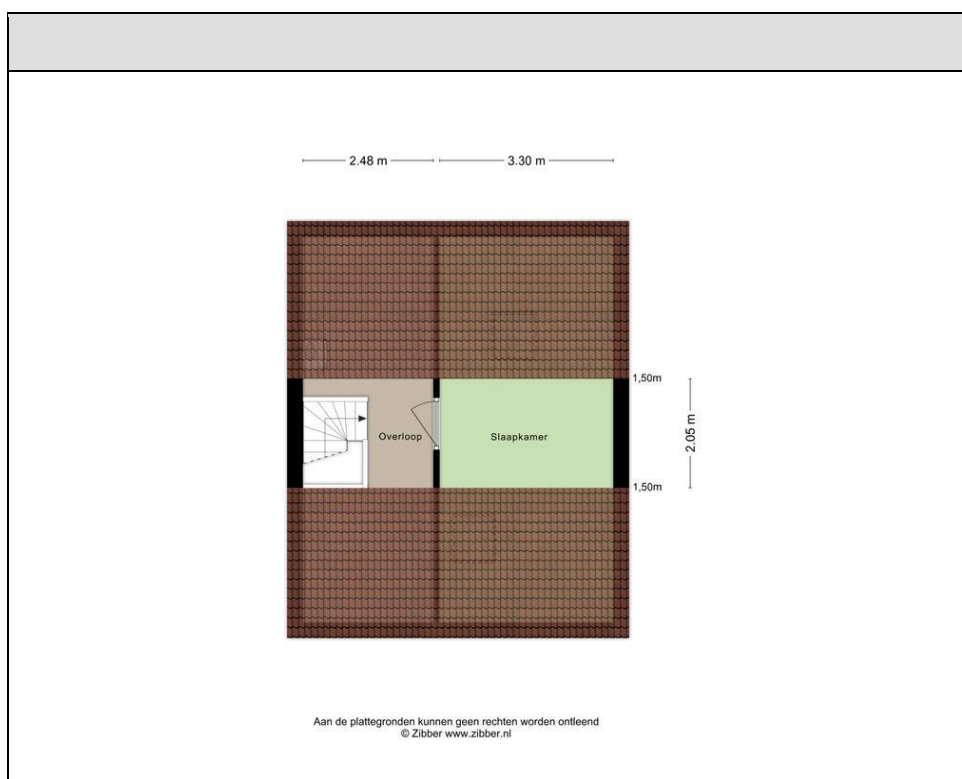 2.48 m 3.30 m
1,50m
Overloop Slaapkamer
2.05 m
1,50m
Aan de plattegronden kunnen geen rechten worden ontleend
© Zibber www.zibber.nl